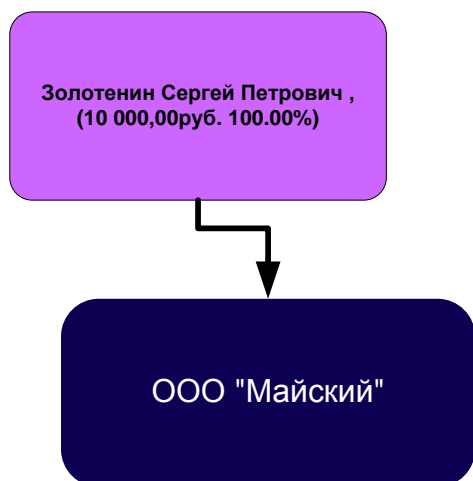 Золотенин Сергей Петрович ,
(10 000,00руб. 100.00%)
ООО "Майский"